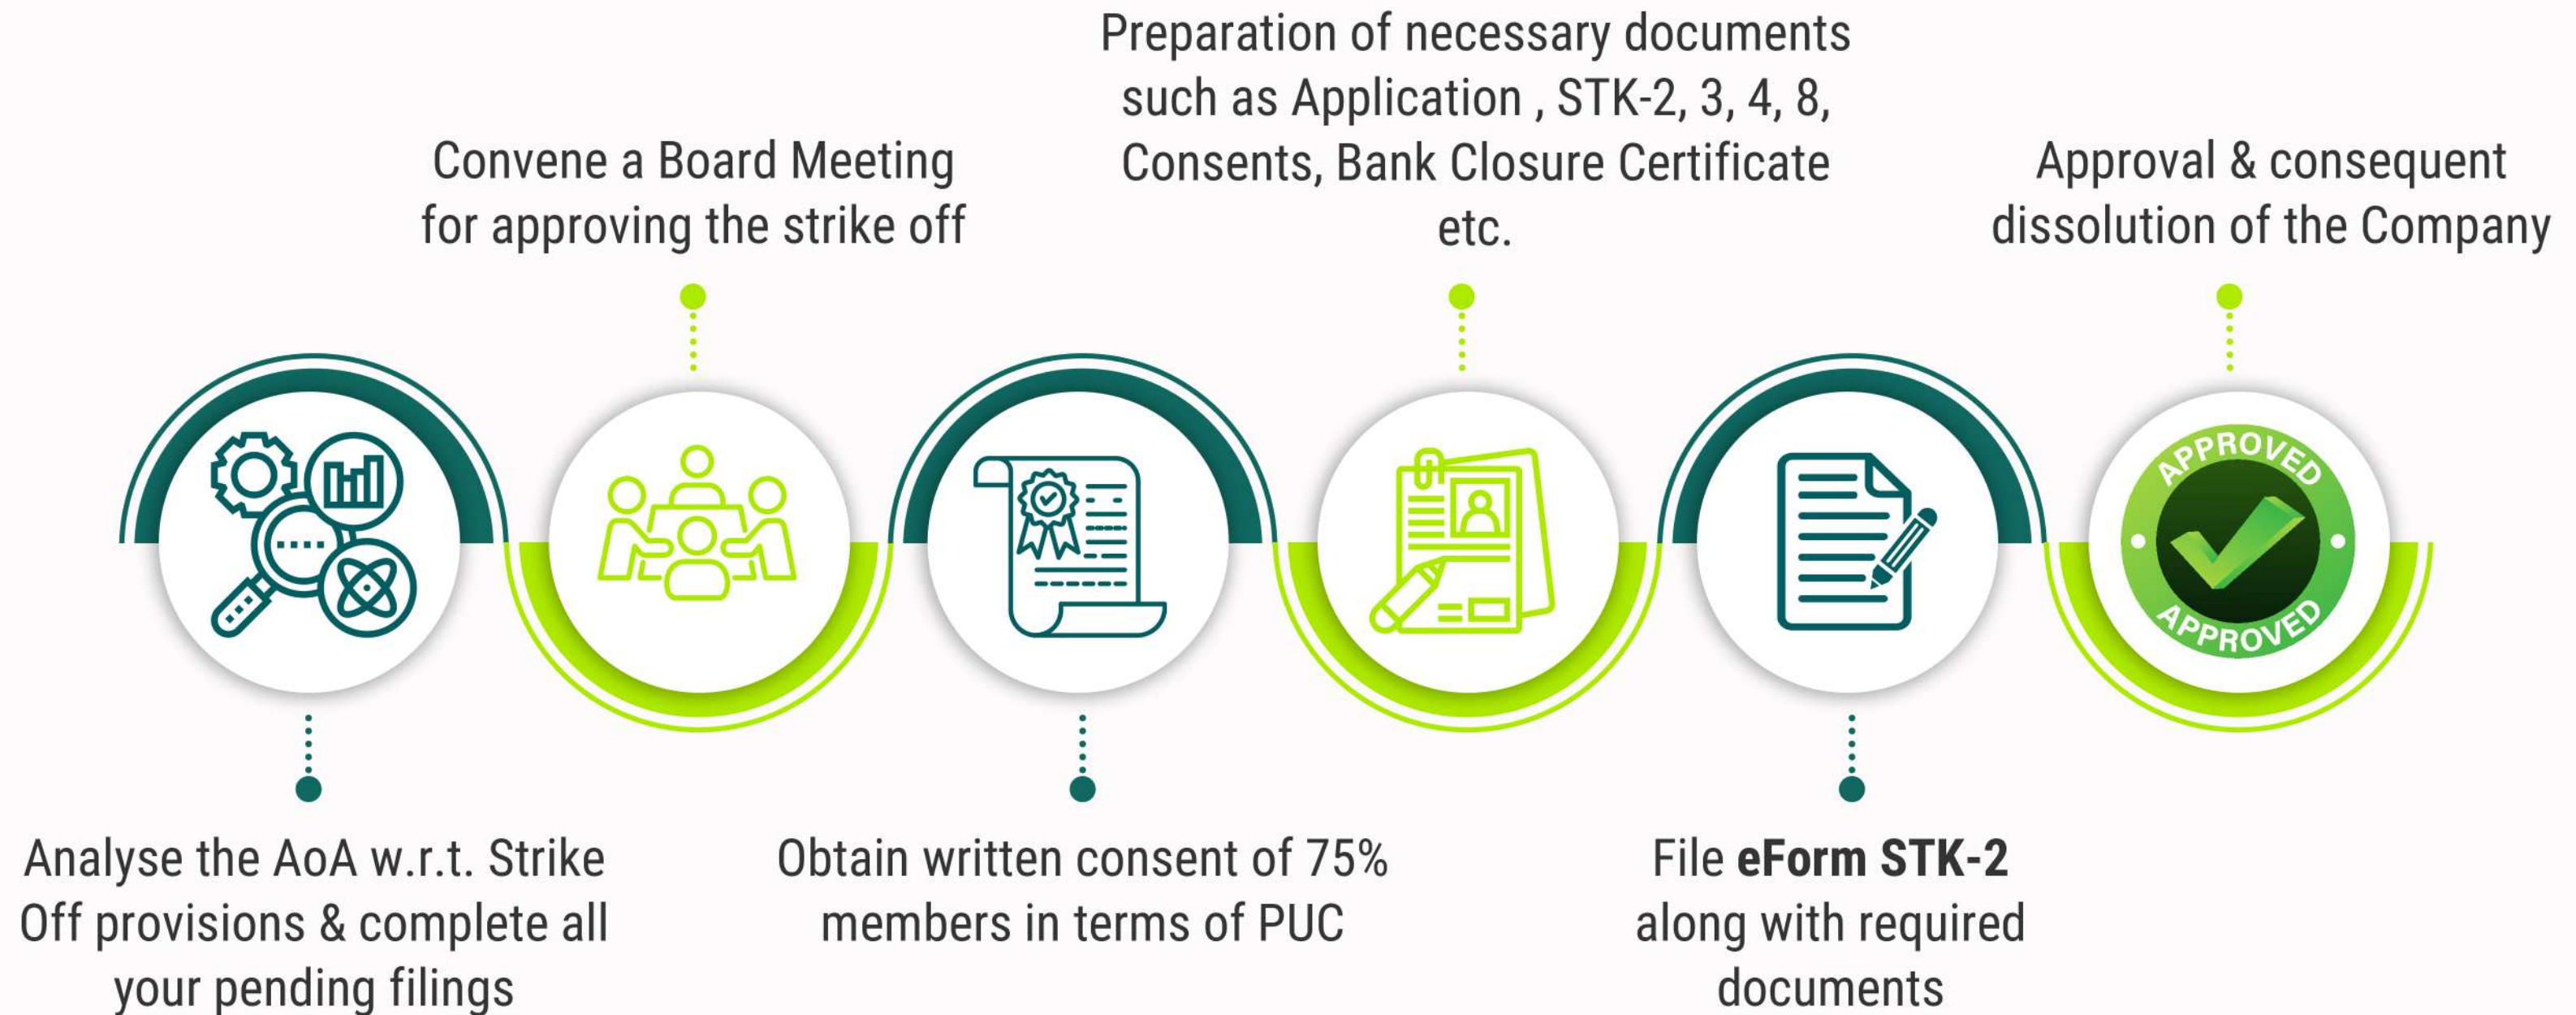 Analyse the AoA w.r.t. Strike
Off provisions & complete all
your pending filings
Convene a Board Meeting
for approving the strike off
Obtain written consent of 75%
members in terms of PUC
Preparation of necessary documents
such as Application , STK-2, 3, 4, 8,
Consents, Bank Closure Certificate
etc.
File eForm STK-2
along with required
documents
Approval & consequent
dissolution of the Company
APPROVED
APPROVED